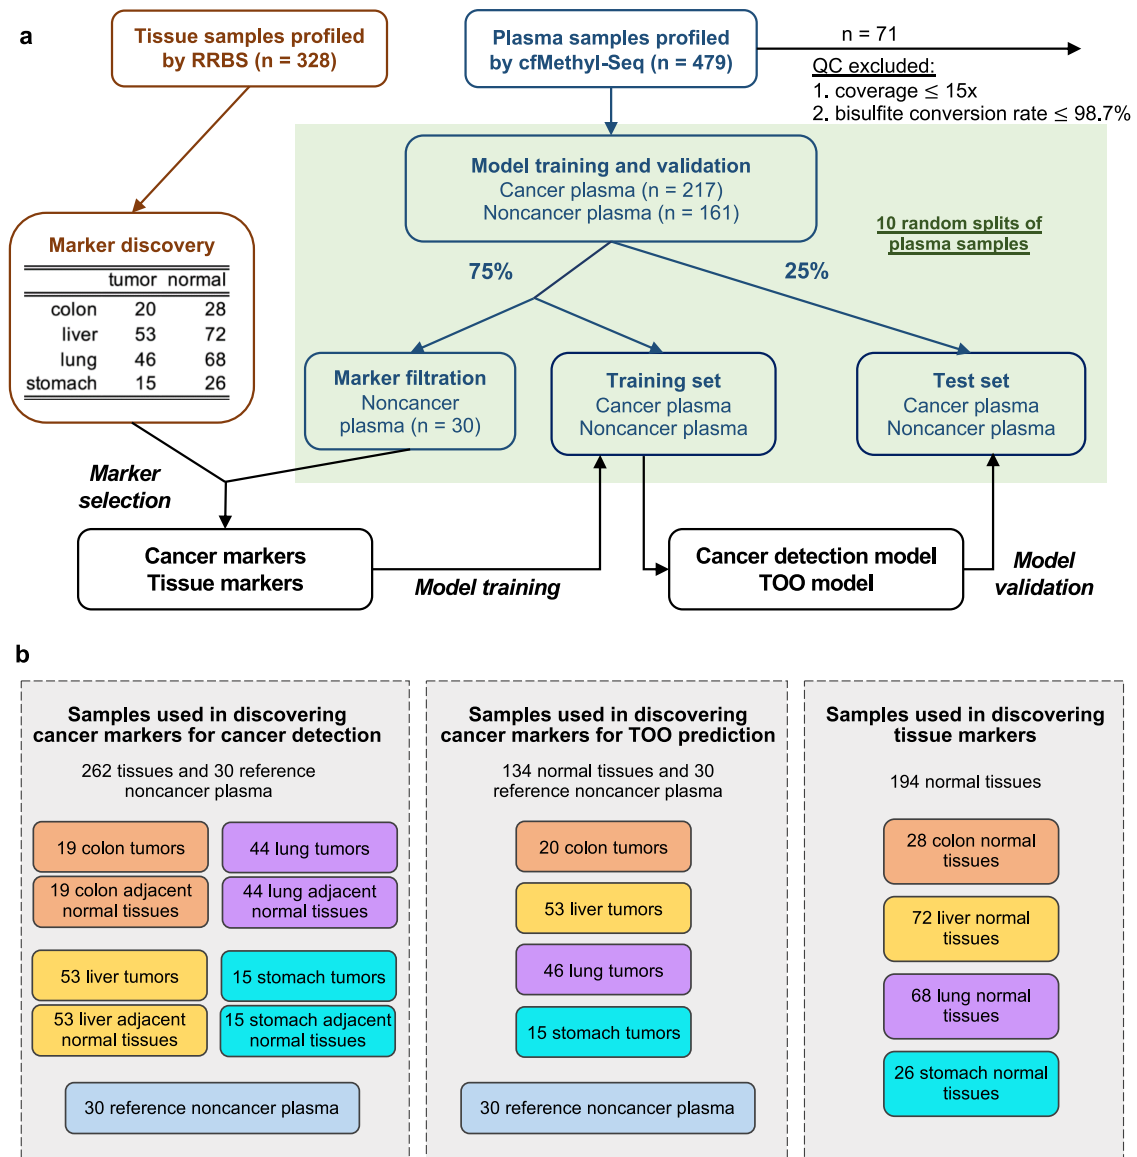 a
Tissue samples profiled
by RRBS (n = 328)
Plasma samples profiled
by cfMethyl-Seq (n = 479)
n = 71
QC excluded:
1. coverage ≤ 15x
2. bisulfite conversion rate ≤ 98.7%
Model training and validation
Cancer plasma (n = 217)
Noncancer plasma (n = 161)
10 random splits of
plasma samples
75%
25%
Marker discovery
tumor normal
colon 20 28
liver 53 72
lung 46 68
stomach 15 26
Marker filtration
Noncancer
plasma (n = 30)
Training set
Cancer plasma
Noncancer plasma
Test set
Cancer plasma
Noncancer plasma
Marker
selection
Cancer markers
Tissue markers
Model training
Cancer detection model
TOO model
Model
validation
b
Samples used in discovering
cancer markers for cancer detection
262 tissues and 30 reference
noncancer plasma
19 colon tumors
44 lung tumors
19 colon adjacent
normal tissues
44 lung adjacent
normal tissues
53 liver tumors
15 stomach tumors
53 liver adjacent
normal tissues
15 stomach adjacent
normal tissues
30 reference noncancer plasma
Samples used in discovering
cancer markers for TOO prediction
134 normal tissues and 30
reference noncancer plasma
20 colon tumors
53 liver tumors
46 lung tumors
15 stomach tumors
30 reference noncancer plasma
Samples used in discovering
tissue markers
194 normal tissues
28 colon normal
tissues
72 liver normal
tissues
68 lung normal
tissues
26 stomach normal
tissues